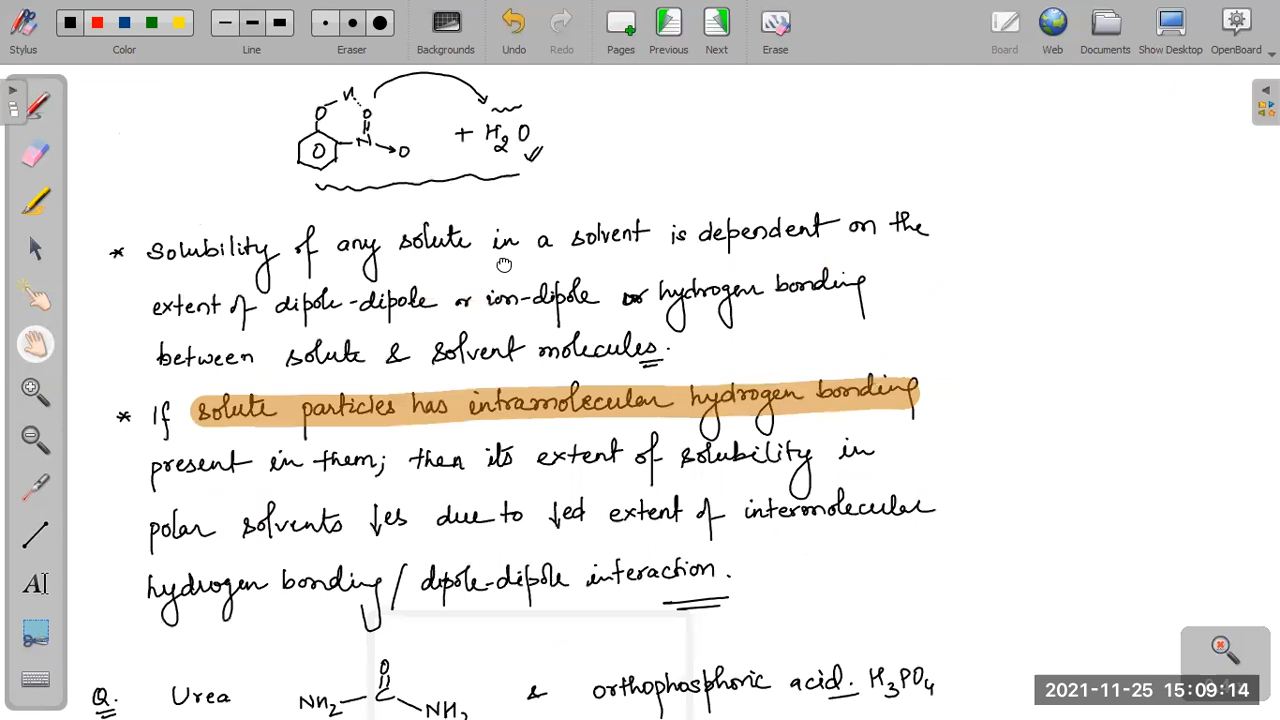 Stylus
Color
Line
Eraser
Backgrounds
Undo
Redo
Pages
Previous
Next
Erase
Board
Web
Documents
Show Desktop
OpenBoard
O H O
N O + H2O
* Solubility of any solute in a solvent is dependent on the
extent of dipole-dipole or ion-dipole or hydrogen bonding
between solute & solvent molecules.
* If solute particles has intramolecular hydrogen bonding
present in them; then its extent of solubility in
polar solvents ↓es due to ↓ed extent of intermolecular
hydrogen bonding / dipole-dipole interaction.
O
Q. Urea NH2 C NH2 & orthophosphoric acid. H3PO4
2021-11-25 15:09:14